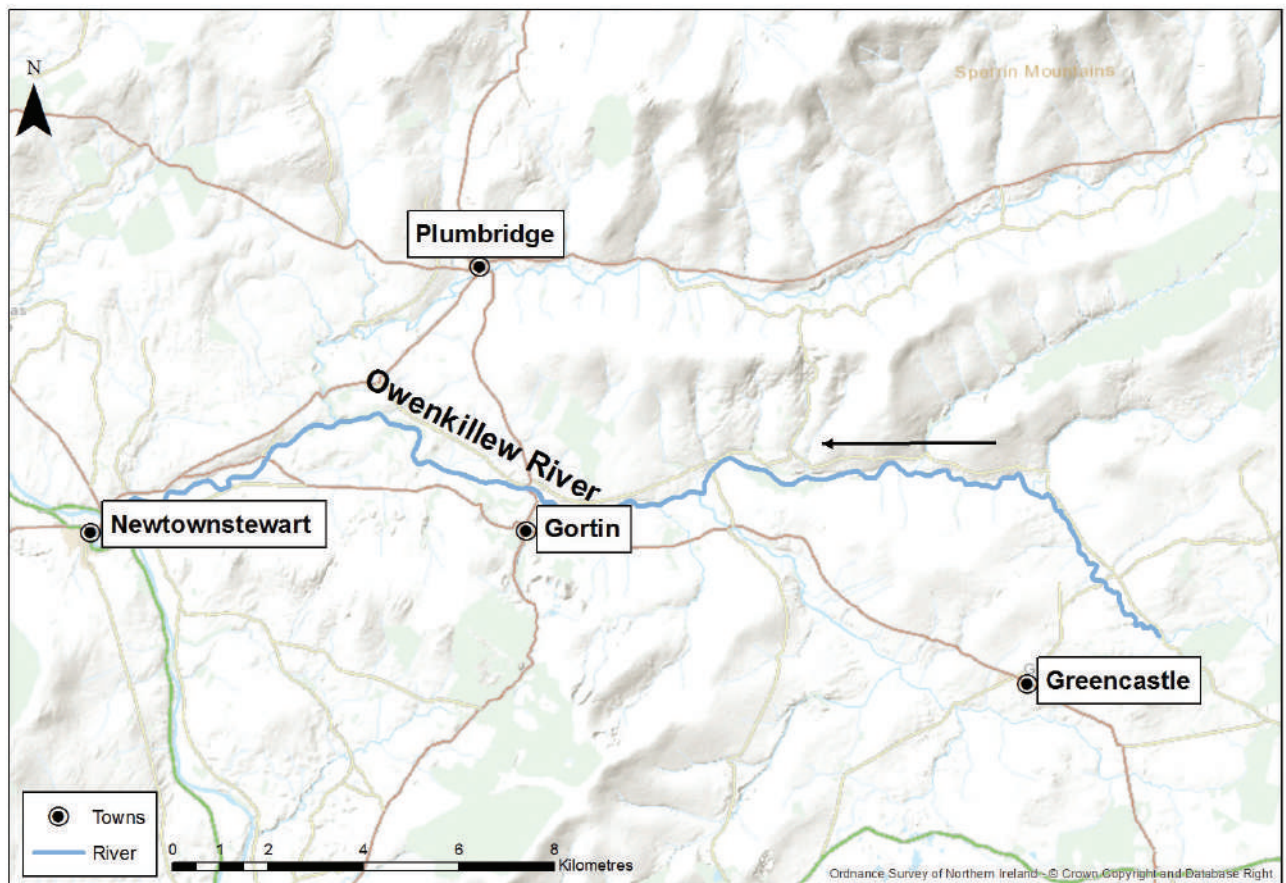 N
Sperrin Mountains
Plumbridge
as
Owenkillew River
Newtownstewart
Gortin
G
Greencastle
Towns
River
0 1 2 4 6 8
Kilometres
Ordnance Survey of Northern Ireland - © Crown Copyright and Database Right